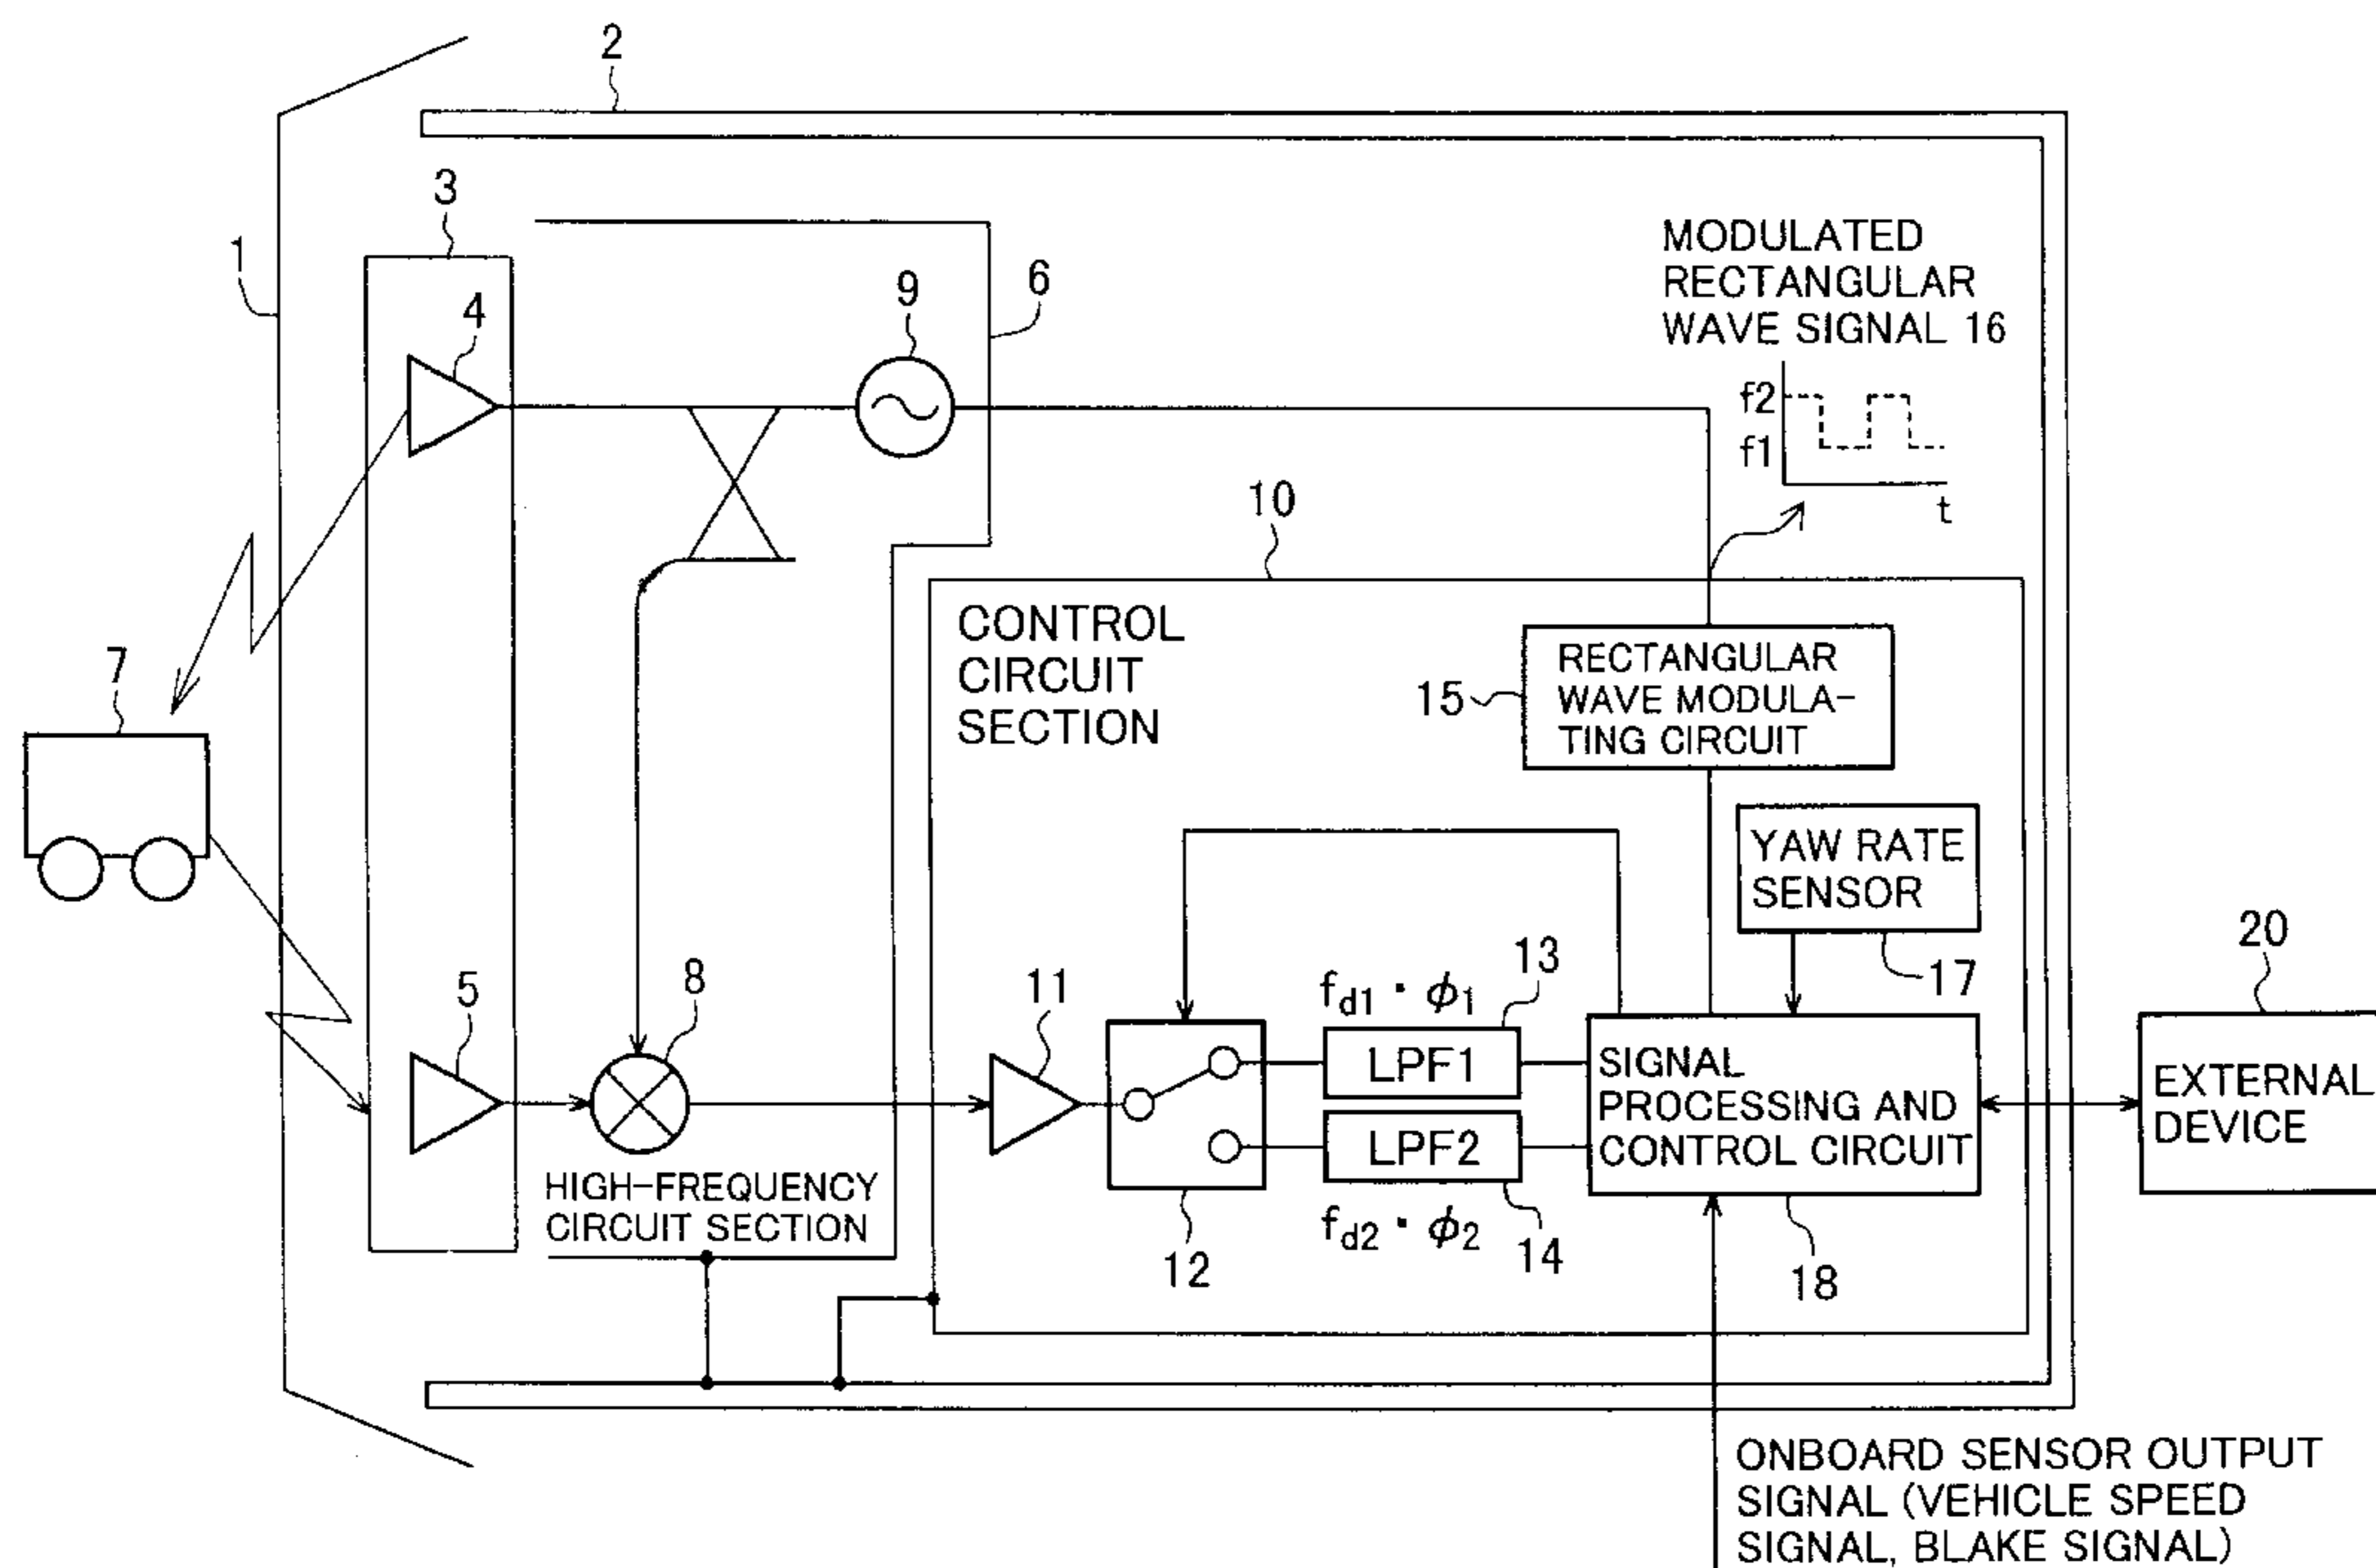 2
3
1
4
9
6
MODULATED
RECTANGULAR
WAVE SIGNAL 16
f2
f1
t
10
CONTROL
CIRCUIT
SECTION
7
15
RECTANGULAR
WAVE MODULA-
TING CIRCUIT
YAW RATE
SENSOR
17
5
8
11
fd1・ϕ1
13
20
LPF1
LPF2
SIGNAL
PROCESSING AND
CONTROL CIRCUIT
EXTERNAL
DEVICE
HIGH-FREQUENCY
CIRCUIT SECTION
12
fd2・ϕ2
14
18
ONBOARD SENSOR OUTPUT
SIGNAL (VEHICLE SPEED
SIGNAL, BLAKE SIGNAL)